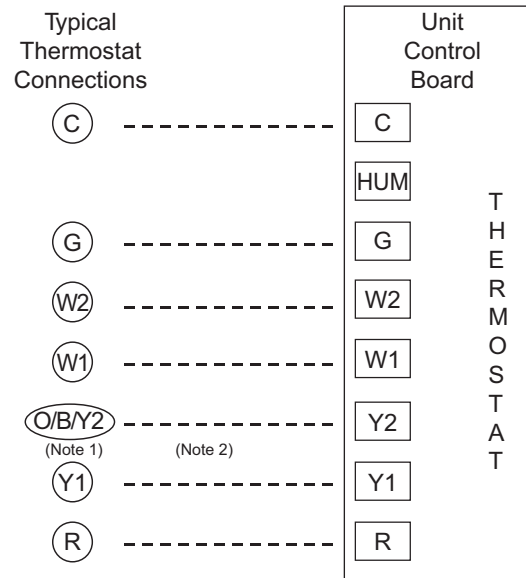 Typical
Thermostat
Connections
Unit
Control
Board
C C
HUM
G G
W2 W2
W1 W1
O/B/Y2 Y2
(Note 1) (Note 2)
Y1 Y1
R R
THERMOSTAT